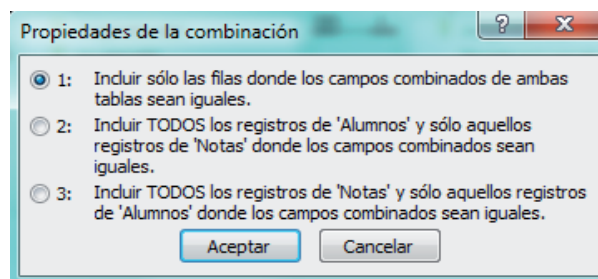 Propiedades de la combinación
? X
1: Incluir sólo las filas donde los campos combinados de ambas
tablas sean iguales.
2: Incluir TODOS los registros de 'Alumnos' y sólo aquellos
registros de 'Notas' donde los campos combinados sean
iguales.
3: Incluir TODOS los registros de 'Notas' y sólo aquellos registros
de 'Alumnos' donde los campos combinados sean iguales.
Aceptar Cancelar